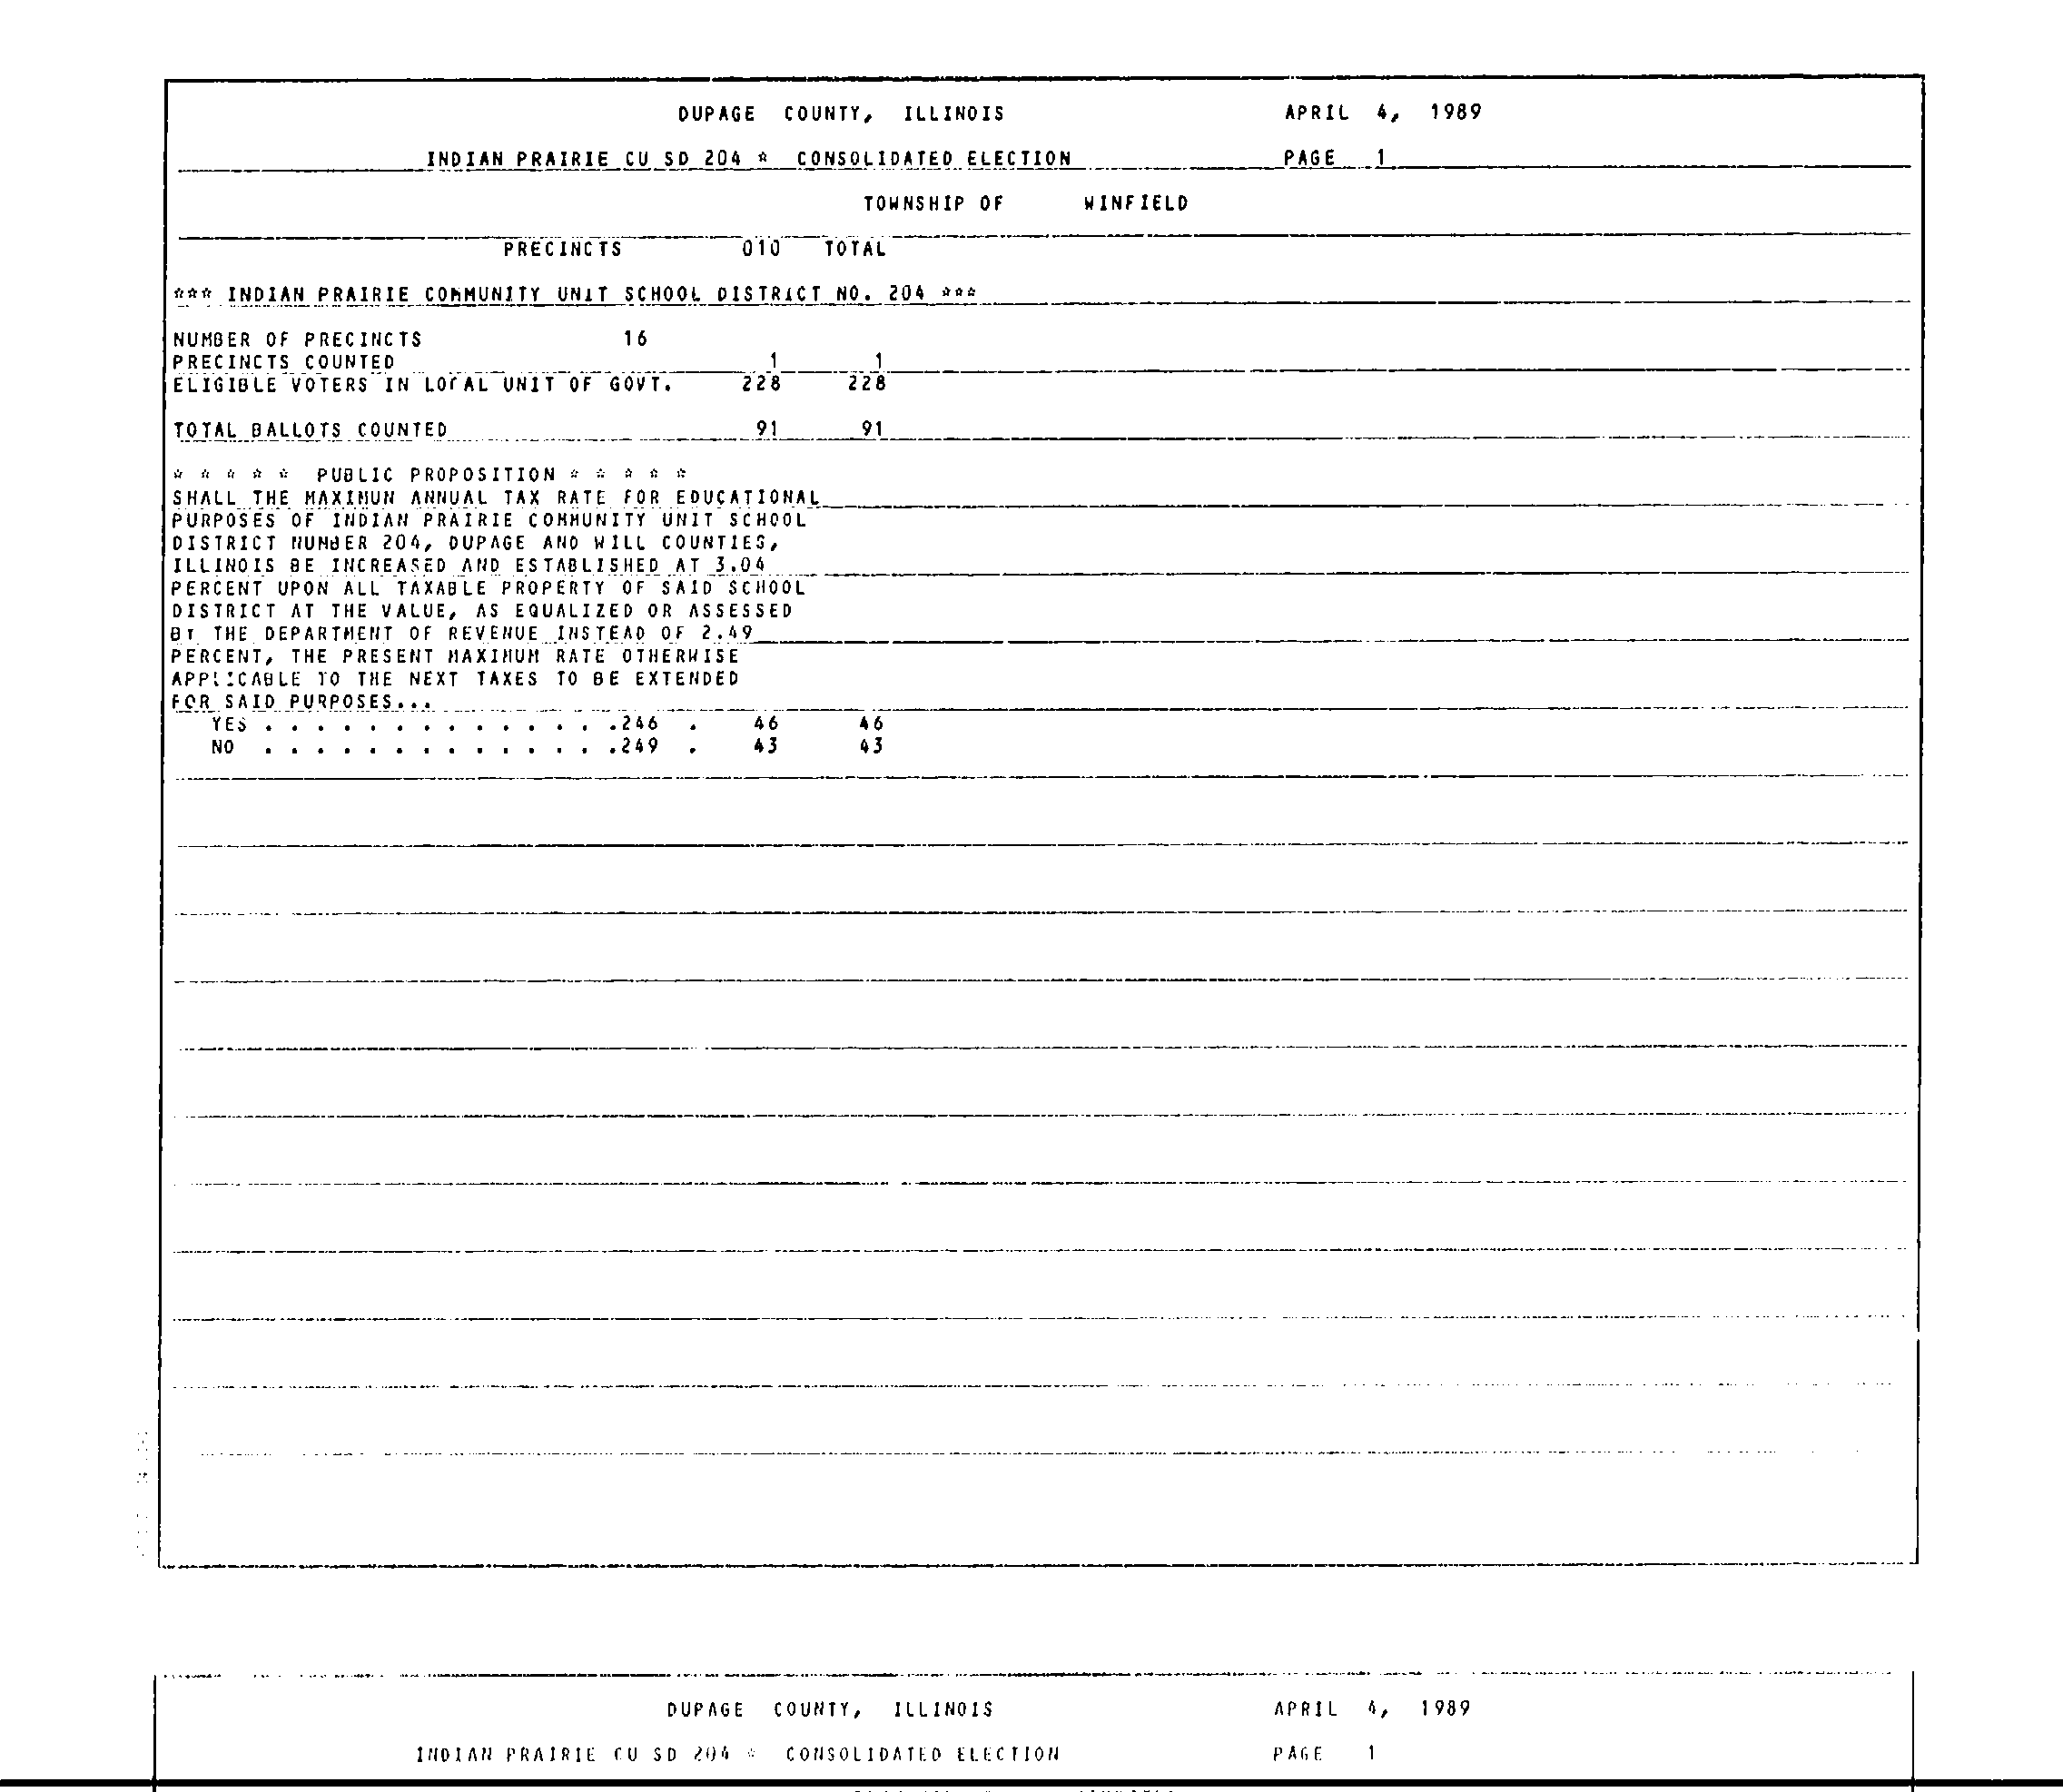 DUPAGE COUNTY, ILLINOIS APRIL 4, 1989
INDIAN PRAIRIE CU SD 204 * CONSOLIDATED ELECTION PAGE 1
TOWNSHIP OF WINFIELD
PRECINCTS 010 TOTAL
*** INDIAN PRAIRIE COMMUNITY UNIT SCHOOL DISTRICT NO. 204 ***
NUMBER OF PRECINCTS 16
PRECINCTS COUNTED 1 1
ELIGIBLE VOTERS IN LOCAL UNIT OF GOVT. 228 228
TOTAL BALLOTS COUNTED 91 91
* * * * * PUBLIC PROPOSITION * * * * *
SHALL THE MAXIMUN ANNUAL TAX RATE FOR EDUCATIONAL
PURPOSES OF INDIAN PRAIRIE COMMUNITY UNIT SCHOOL
DISTRICT NUMBER 204, DUPAGE AND WILL COUNTIES,
ILLINOIS BE INCREASED AND ESTABLISHED AT 3.04
PERCENT UPON ALL TAXABLE PROPERTY OF SAID SCHOOL
DISTRICT AT THE VALUE, AS EQUALIZED OR ASSESSED
BY THE DEPARTMENT OF REVENUE INSTEAD OF 2.49
PERCENT, THE PRESENT MAXIMUM RATE OTHERWISE
APPLICABLE TO THE NEXT TAXES TO BE EXTENDED
FOR SAID PURPOSES...
YES . . . . . . . . . . . . . .246 . 46 46
NO . . . . . . . . . . . . . .249 . 43 43
DUPAGE COUNTY, ILLINOIS APRIL 4, 1989
INDIAN PRAIRIE CU SD 204 * CONSOLIDATED ELECTION PAGE 1